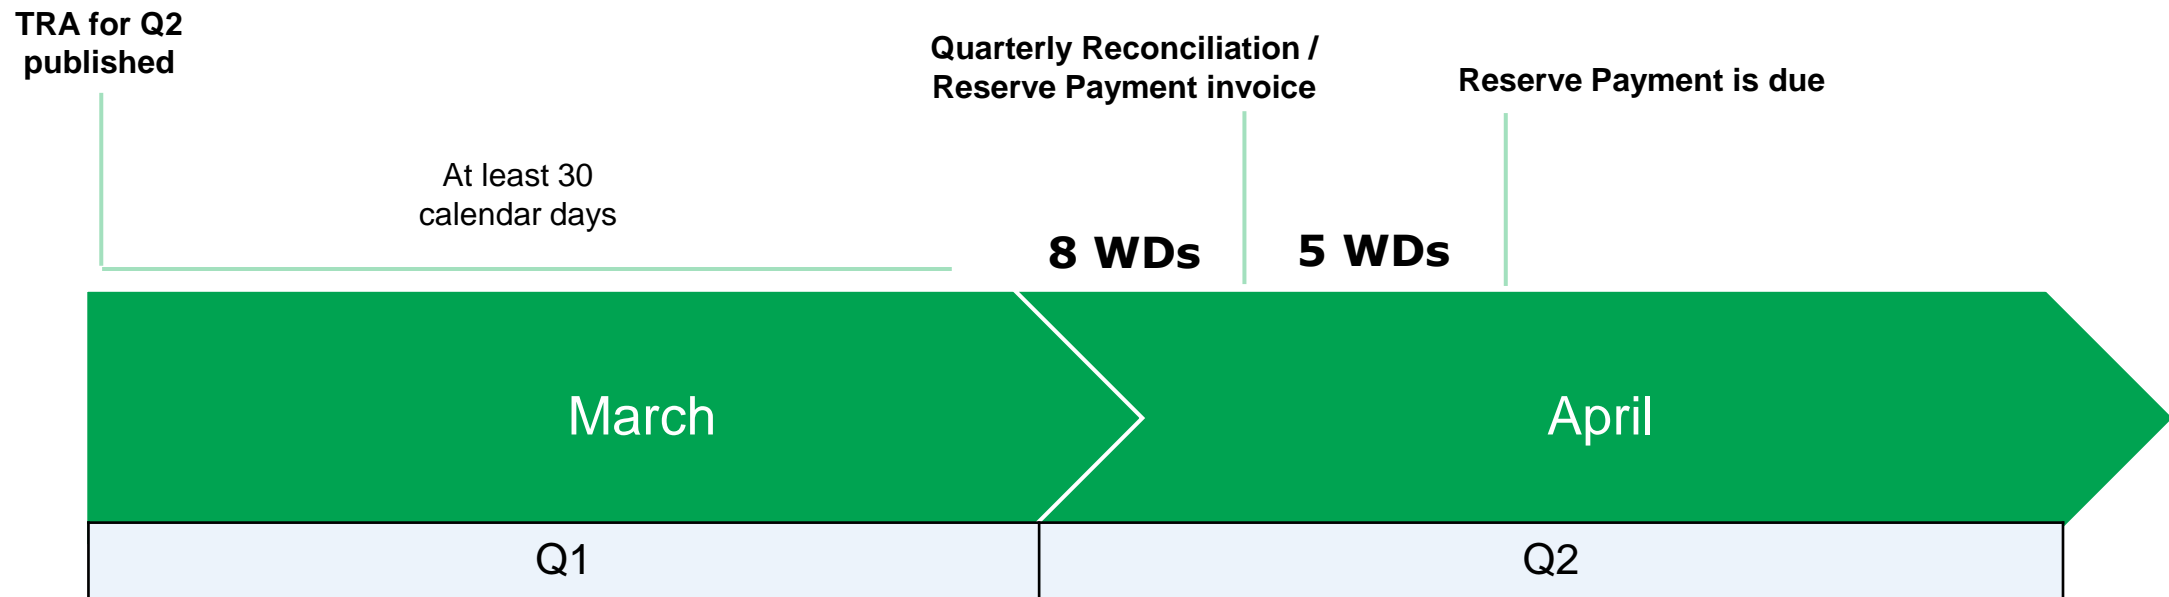 TRA for Q2
published
Quarterly Reconciliation /
Reserve Payment invoice
Reserve Payment is due
At least 30
calendar days
8 WDs
5 WDs
March
April
Q1
Q2